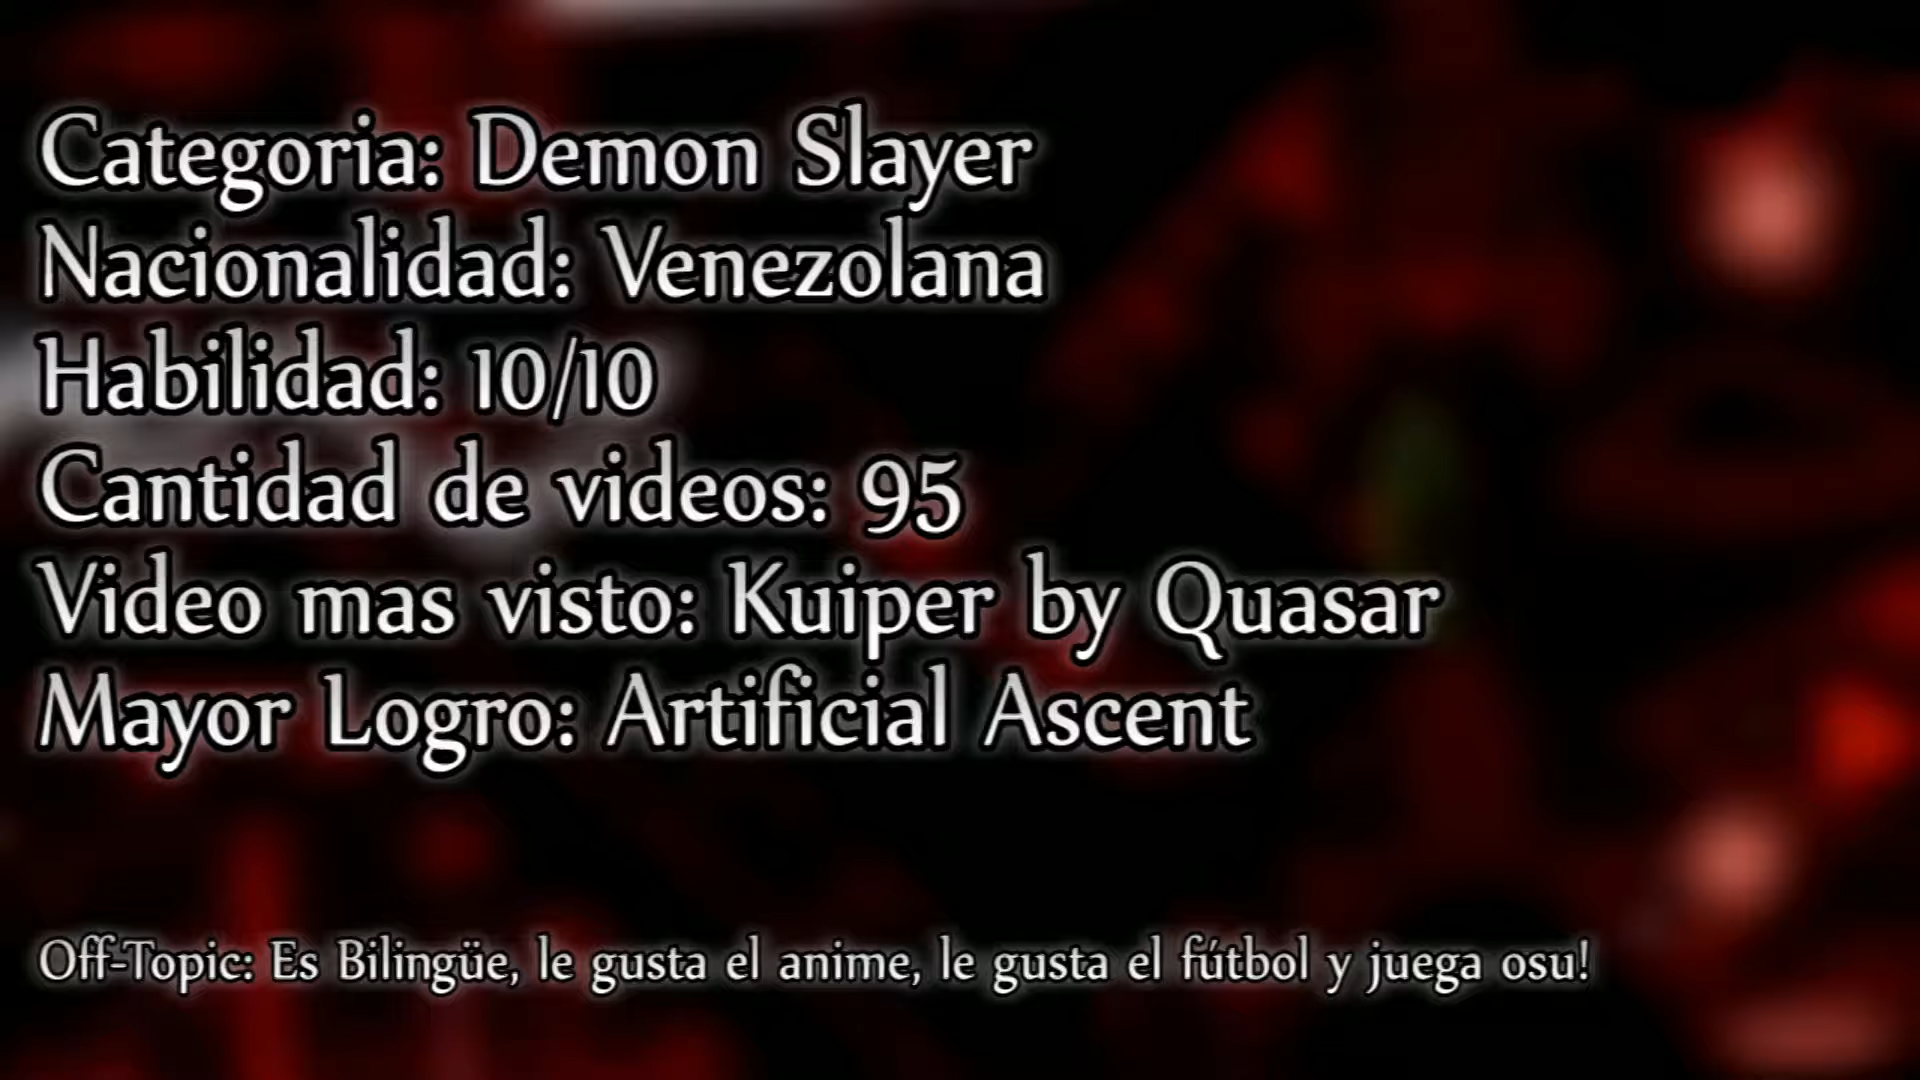 Categoria: Demon Slayer
Nacionalidad: Venezolana
Habilidad: 10/10
Cantidad de videos: 95
Video mas visto: Kuiper by Quasar
Mayor Logro: Artificial Ascent
Off-Topic: Es Bilingüe, le gusta el anime, le gusta el fútbol y juega osu!